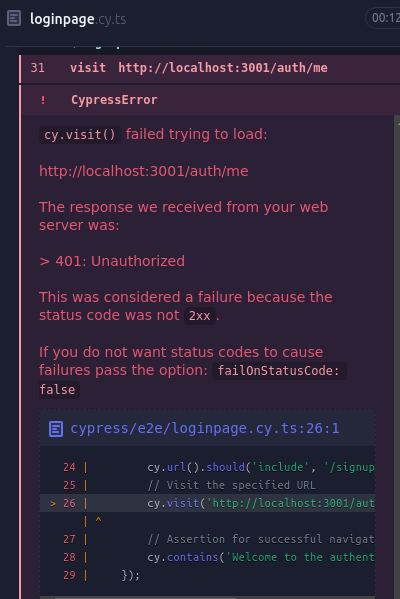 loginpage.cy.ts
00:12
31 visit http://localhost:3001/auth/me
! CypressError
cy.visit() failed trying to load:
http://localhost:3001/auth/me
The response we received from your web
server was:
> 401: Unauthorized
This was considered a failure because the
status code was not 2xx.
If you do not want status codes to cause
failures pass the option: failOnStatusCode:
false
cypress/e2e/loginpage.cy.ts:26:1
24 | cy.url().should('include', '/signup
25 | // Visit the specified URL
> 26 | cy.visit('http://localhost:3001/aut
| ^
27 | // Assertion for successful navigat
28 | cy.contains('Welcome to the authent
29 | });